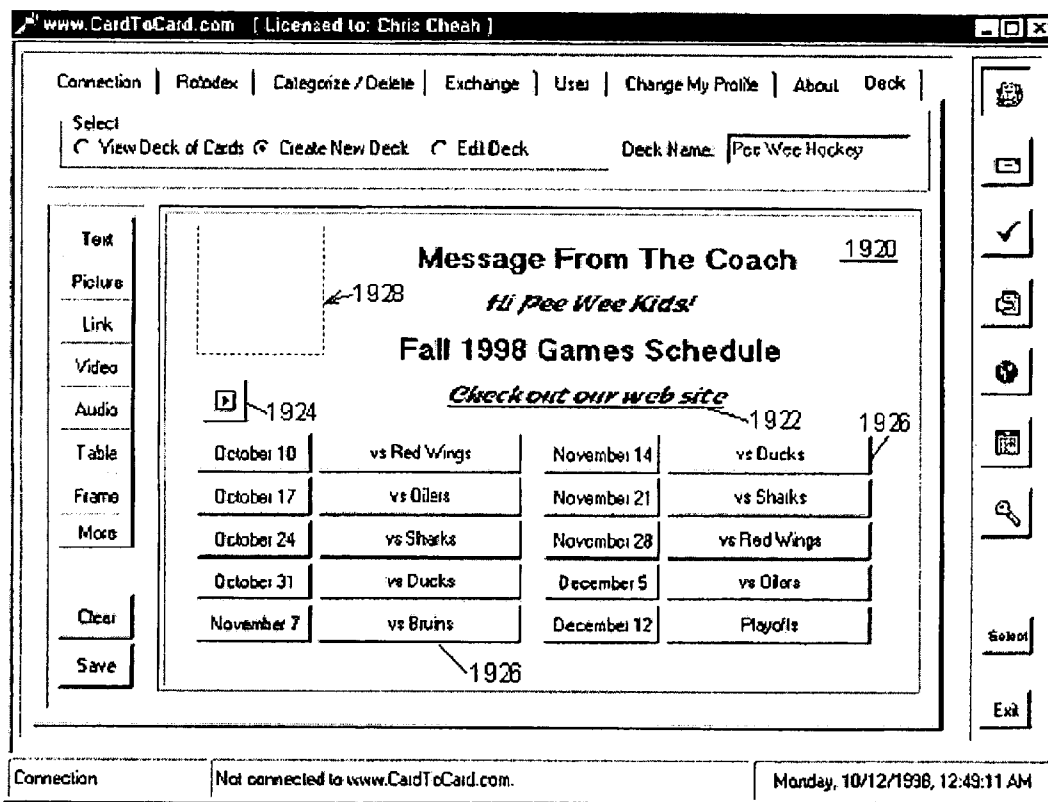 www.CardToCard.com [ Licensed to: Chris Cheah ]
Connection | Rolodex | Categorize / Delete | Exchange | User | Change My Profile | About Deck
Select
View Deck of Cards Create New Deck Edit Deck Deck Name: Pee Wee Hockey
Text
Picture
Link
Video
Audio
Table
Frame
More
Clear
Save
Message From The Coach 1920
1928 Hi Pee Wee Kids!
Fall 1998 Games Schedule
Check out our web site
1924 1922 1926
October 10 vs Red Wings November 14 vs Ducks
October 17 vs Oilers November 21 vs Sharks
October 24 vs Sharks November 28 vs Red Wings
October 31 vs Ducks December 5 vs Oilers
November 7 vs Bruins December 12 Playoffs
1926
Select
Exit
Connection Not connected to www.CardToCard.com. Monday, 10/12/1998, 12:49:11 AM